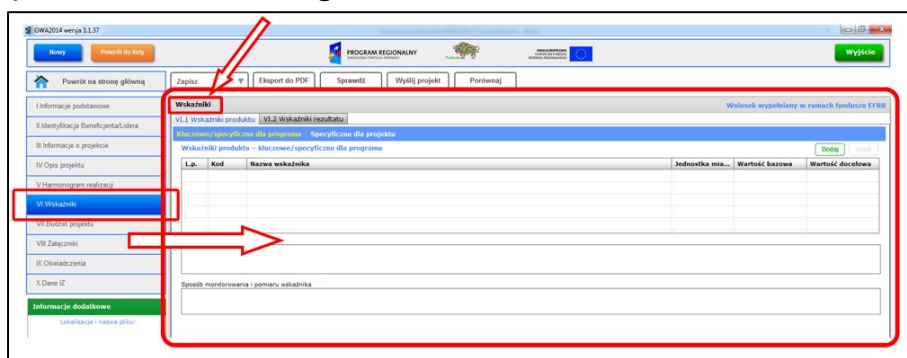 GWA2014 wersja 1.1.37
Nowy
Powrót do listy
PROGRAM REGIONALNY
NARODOWA STRATEGIA SPÓJNOŚCI
UNIA EUROPEJSKA
Wyjście
Powrót na stronę główną
Zapisz
Eksport do PDF
Sprawdź
Wyślij projekt
Porównaj
I.Informacje podstawowe
II.Identyfikacja Beneficjenta/Lidera
III.Informacje o projekcie
IV.Opis projektu
V.Harmonogram realizacji
VI.Wskaźniki
VII.Budżet projektu
VIII.Załączniki
IX.Oświadczenia
X.Dane IZ
Informacje dodatkowe
Lokalizacja i nazwa pliku:
Wskaźniki
Wniosek wypełniany w ramach funduszu EFRR
VI.1 Wskaźniki produktu
VI.2 Wskaźniki rezultatu
Kluczowe/specyficzne dla programu | Specyficzne dla projektu
Wskaźniki produktu – kluczowe/specyficzne dla programu
Dodaj
Usuń
L.p.
Kod
Nazwa wskaźnika
Jednostka mia...
Wartość bazowa
Wartość docelowa
Sposób monitorowania i pomiaru wskaźnika